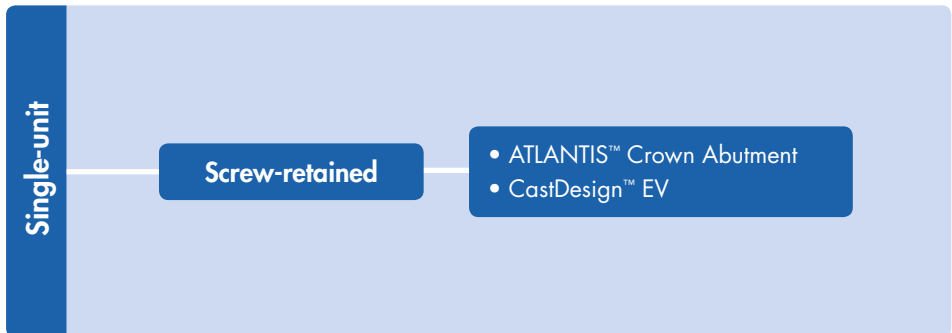 Single-unit
Screw-retained
• ATLANTIS™ Crown Abutment
• CastDesign™ EV